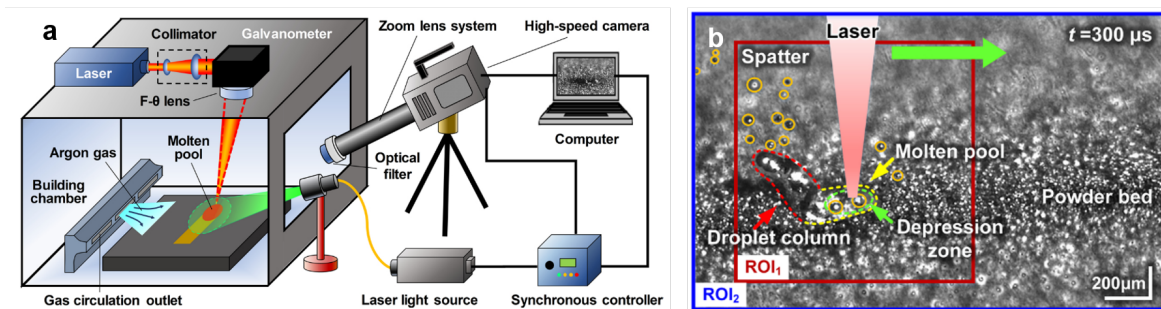 a
Collimator
Galvanometer
Laser
F-θ lens
Zoom lens system
High-speed camera
Computer
Argon gas
Molten
pool
Optical
filter
Building
chamber
Gas circulation outlet
Laser light source
Synchronous controller
b
Laser
t =300 μs
Spatter
Molten pool
Powder bed
Droplet column
Depression
zone
ROI₁
ROI₂
200μm